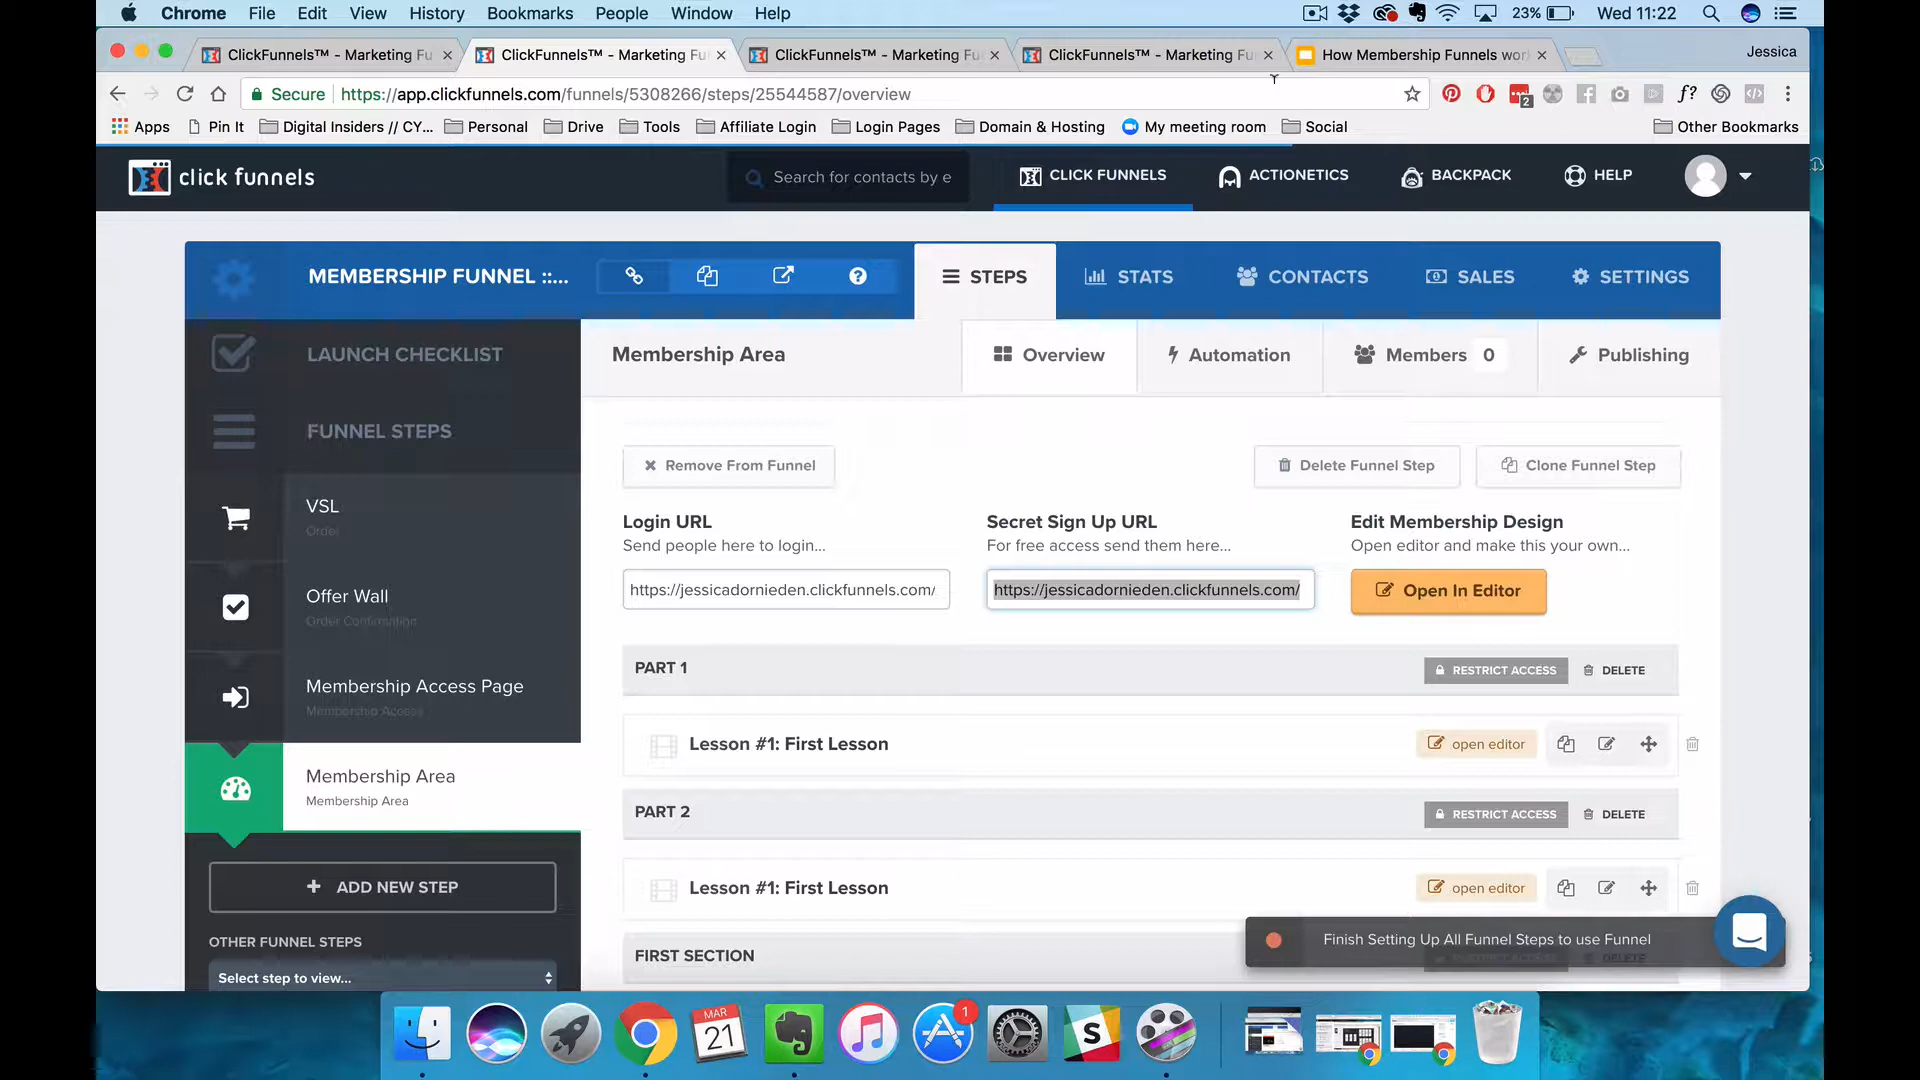 Chrome File Edit View History Bookmarks People Window Help 23% Wed 11:22
ClickFunnels™ - Marketing Fu ClickFunnels™ - Marketing Fu ClickFunnels™ - Marketing Fu ClickFunnels™ - Marketing Fu How Membership Funnels wor Jessica
Secure https://app.clickfunnels.com/funnels/5308266/steps/25544587/overview 2 f?
Apps Pin It Digital Insiders // CY... Personal Drive Tools Affiliate Login Login Pages Domain & Hosting My meeting room Social Other Bookmarks
click funnels Search for contacts by e CLICK FUNNELS ACTIONETICS BACKPACK HELP
MEMBERSHIP FUNNEL ::... STEPS STATS CONTACTS SALES SETTINGS
LAUNCH CHECKLIST
Membership Area Overview Automation Members 0 Publishing
FUNNEL STEPS
Remove From Funnel Delete Funnel Step Clone Funnel Step
VSL
Order
Login URL Secret Sign Up URL Edit Membership Design
Send people here to login... For free access send them here... Open editor and make this your own...
https://jessicadornieden.clickfunnels.com/ https://jessicadornieden.clickfunnels.com/ Open In Editor
Offer Wall
Order Confirmation
PART 1 RESTRICT ACCESS DELETE
Membership Access Page
Membership Access
Lesson #1: First Lesson open editor
Membership Area
Membership Area
PART 2 RESTRICT ACCESS DELETE
ADD NEW STEP
Lesson #1: First Lesson open editor
OTHER FUNNEL STEPS
Finish Setting Up All Funnel Steps to use Funnel
FIRST SECTION RESTRICT ACCESS DELETE
Select step to view...
MAR
21
1
S